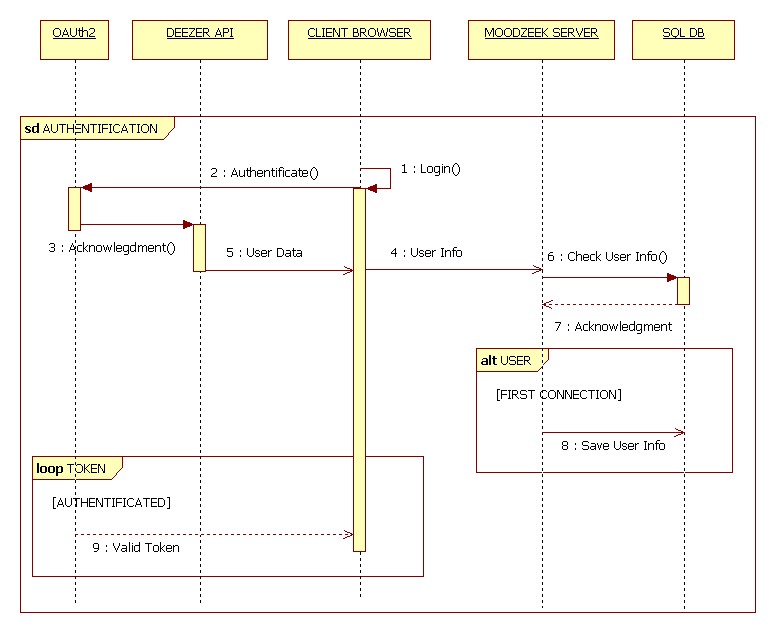 OAUth2
DEEZER API
CLIENT BROWSER
MOODZEEK SERVER
SQL DB
sd AUTHENTIFICATION
1 : Login()
2 : Authentificate()
3 : Acknowlegdment()
5 : User Data
4 : User Info
6 : Check User Info()
7 : Acknowledgment
alt USER
[FIRST CONNECTION]
8 : Save User Info
loop TOKEN
[AUTHENTIFICATED]
9 : Valid Token